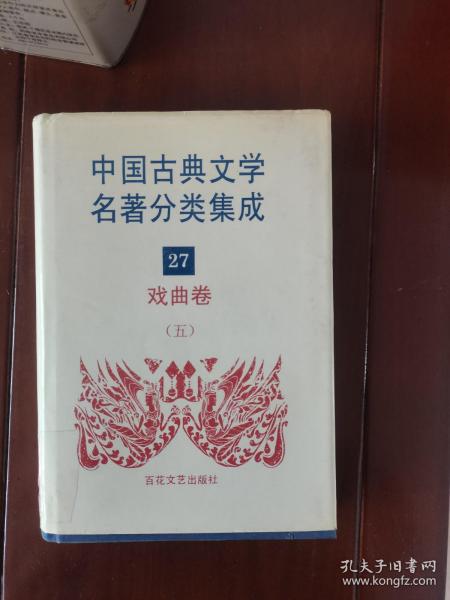 中国古典文学
名著分类集成
27
戏曲卷
(五)
百花文艺出版社
孔夫子旧书网
www.kongfz.com